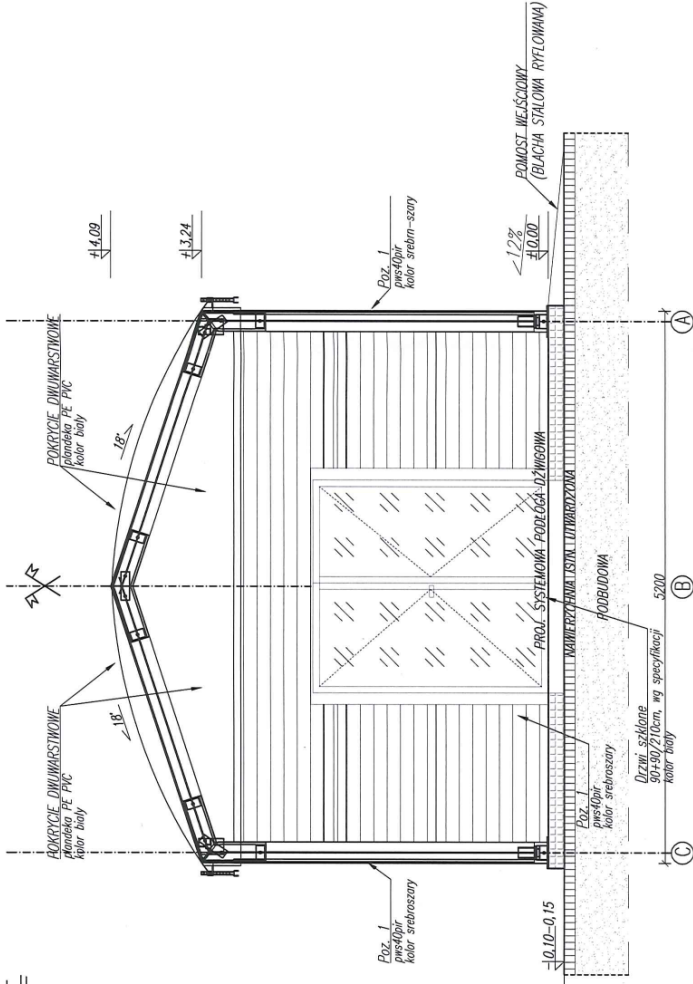 POKRYCIE DWUWARSTWOWE
plandeka PE PVC
kolor biały
POKRYCIE DWUWARSTWOWE
plandeka PE PVC
kolor biały
18°
18°
+4,09
+3,24
Poz. 1
pws40pir
kolor srebroszary
Poz. 1
pws40pir
kolor srebrn-szary
<12%
±0,00
POMOST WEJŚCIOWY
(BLACHA STALOWA RYFLOWANA)
PROJ. SYSTEMOWA PODŁOGA DŹWIGOWA
NAWIERZCHNIA ISTN. UTWARDZONA
PODBUDOWA
-0,10-0,15
Poz. 1
pws40pir
kolor srebroszary
Drzwi szklone
90+90/210cm, wg specyfikacji
kolor biały
5200
C
B
A